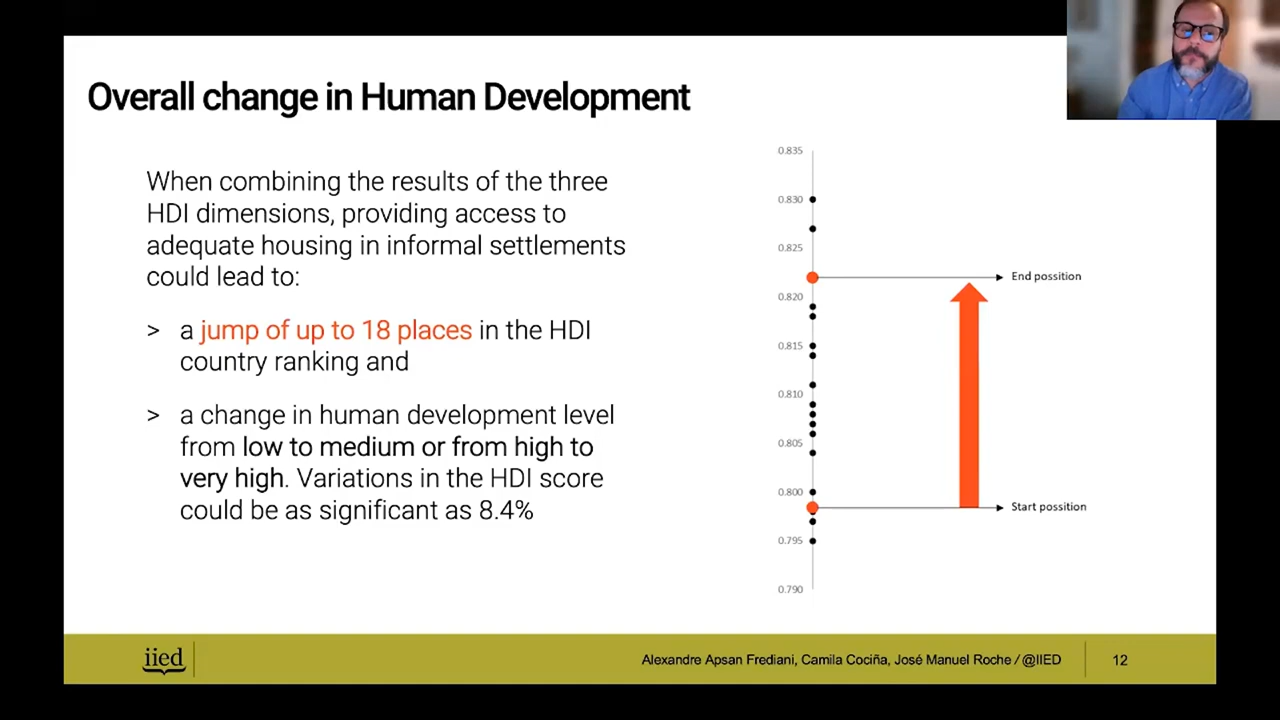 Overall change in Human Development
When combining the results of the three
HDI dimensions, providing access to
adequate housing in informal settlements
could lead to:
> a jump of up to 18 places in the HDI
country ranking and
> a change in human development level
from low to medium or from high to
very high. Variations in the HDI score
could be as significant as 8.4%
0.835
0.830
0.825
0.820
0.815
0.810
0.805
0.800
0.795
0.790
End possition
Start possition
iied
Alexandre Apsan Frediani, Camila Cociña, José Manuel Roche / @IIED
12